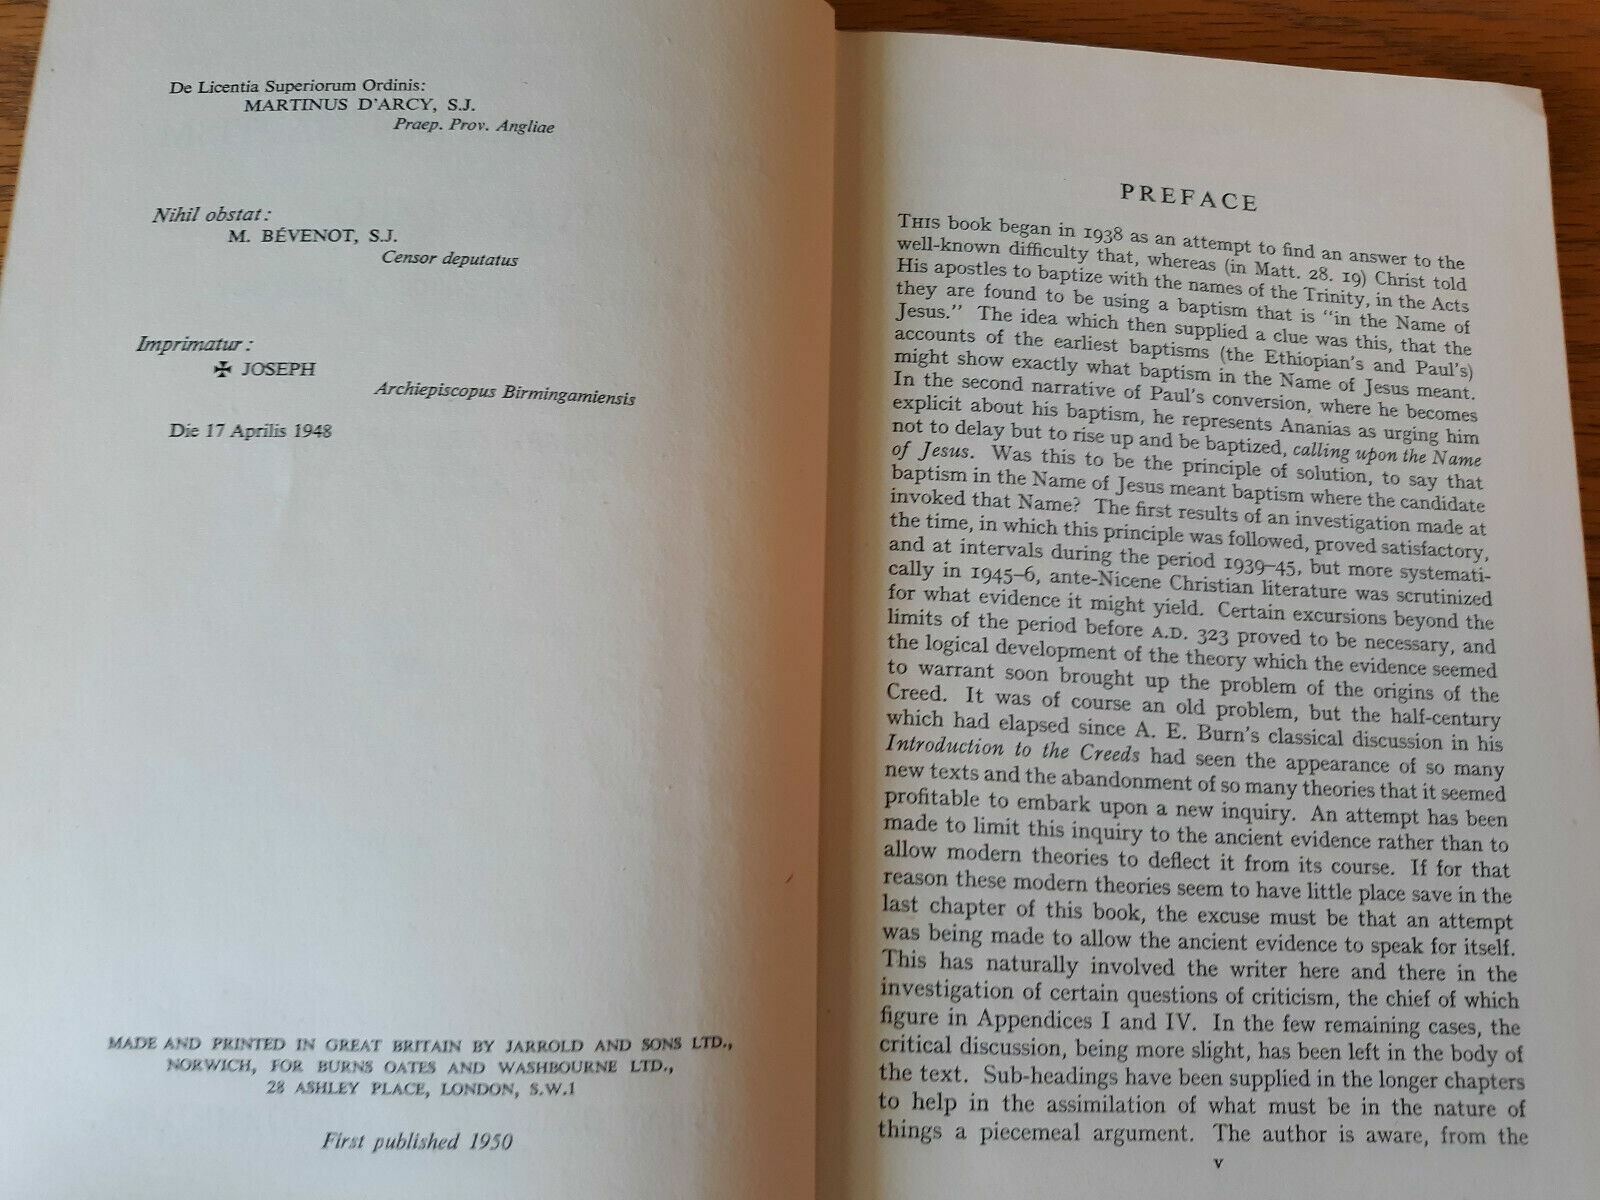 De Licentia Superiorum Ordinis:
MARTINUS D'ARCY, S.J.
Praep. Prov. Angliae
Nihil obstat:
M. BÉVENOT, S.J.
Censor deputatus
Imprimatur:
✠ JOSEPH
Archiepiscopus Birmingamiensis
Die 17 Aprilis 1948
MADE AND PRINTED IN GREAT BRITAIN BY JARROLD AND SONS LTD.,
NORWICH, FOR BURNS OATES AND WASHBOURNE LTD.,
28 ASHLEY PLACE, LONDON, S.W.1
First published 1950
PREFACE
THIS book began in 1938 as an attempt to find an answer to the
well-known difficulty that, whereas (in Matt. 28. 19) Christ told
His apostles to baptize with the names of the Trinity, in the Acts
they are found to be using a baptism that is "in the Name of
Jesus." The idea which then supplied a clue was this, that the
accounts of the earliest baptisms (the Ethiopian's and Paul's)
might show exactly what baptism in the Name of Jesus meant.
In the second narrative of Paul's conversion, where he becomes
explicit about his baptism, he represents Ananias as urging him
not to delay but to rise up and be baptized, calling upon the Name
of Jesus. Was this to be the principle of solution, to say that
baptism in the Name of Jesus meant baptism where the candidate
invoked that Name? The first results of an investigation made at
the time, in which this principle was followed, proved satisfactory,
and at intervals during the period 1939–45, but more systemati-
cally in 1945–6, ante-Nicene Christian literature was scrutinized
for what evidence it might yield. Certain excursions beyond the
limits of the period before A.D. 323 proved to be necessary, and
the logical development of the theory which the evidence seemed
to warrant soon brought up the problem of the origins of the
Creed. It was of course an old problem, but the half-century
which had elapsed since A. E. Burn's classical discussion in his
Introduction to the Creeds had seen the appearance of so many
new texts and the abandonment of so many theories that it seemed
profitable to embark upon a new inquiry. An attempt has been
made to limit this inquiry to the ancient evidence rather than to
allow modern theories to deflect it from its course. If for that
reason these modern theories seem to have little place save in the
last chapter of this book, the excuse must be that an attempt
was being made to allow the ancient evidence to speak for itself.
This has naturally involved the writer here and there in the
investigation of certain questions of criticism, the chief of which
figure in Appendices I and IV. In the few remaining cases, the
critical discussion, being more slight, has been left in the body of
the text. Sub-headings have been supplied in the longer chapters
to help in the assimilation of what must be in the nature of
things a piecemeal argument. The author is aware, from the
v